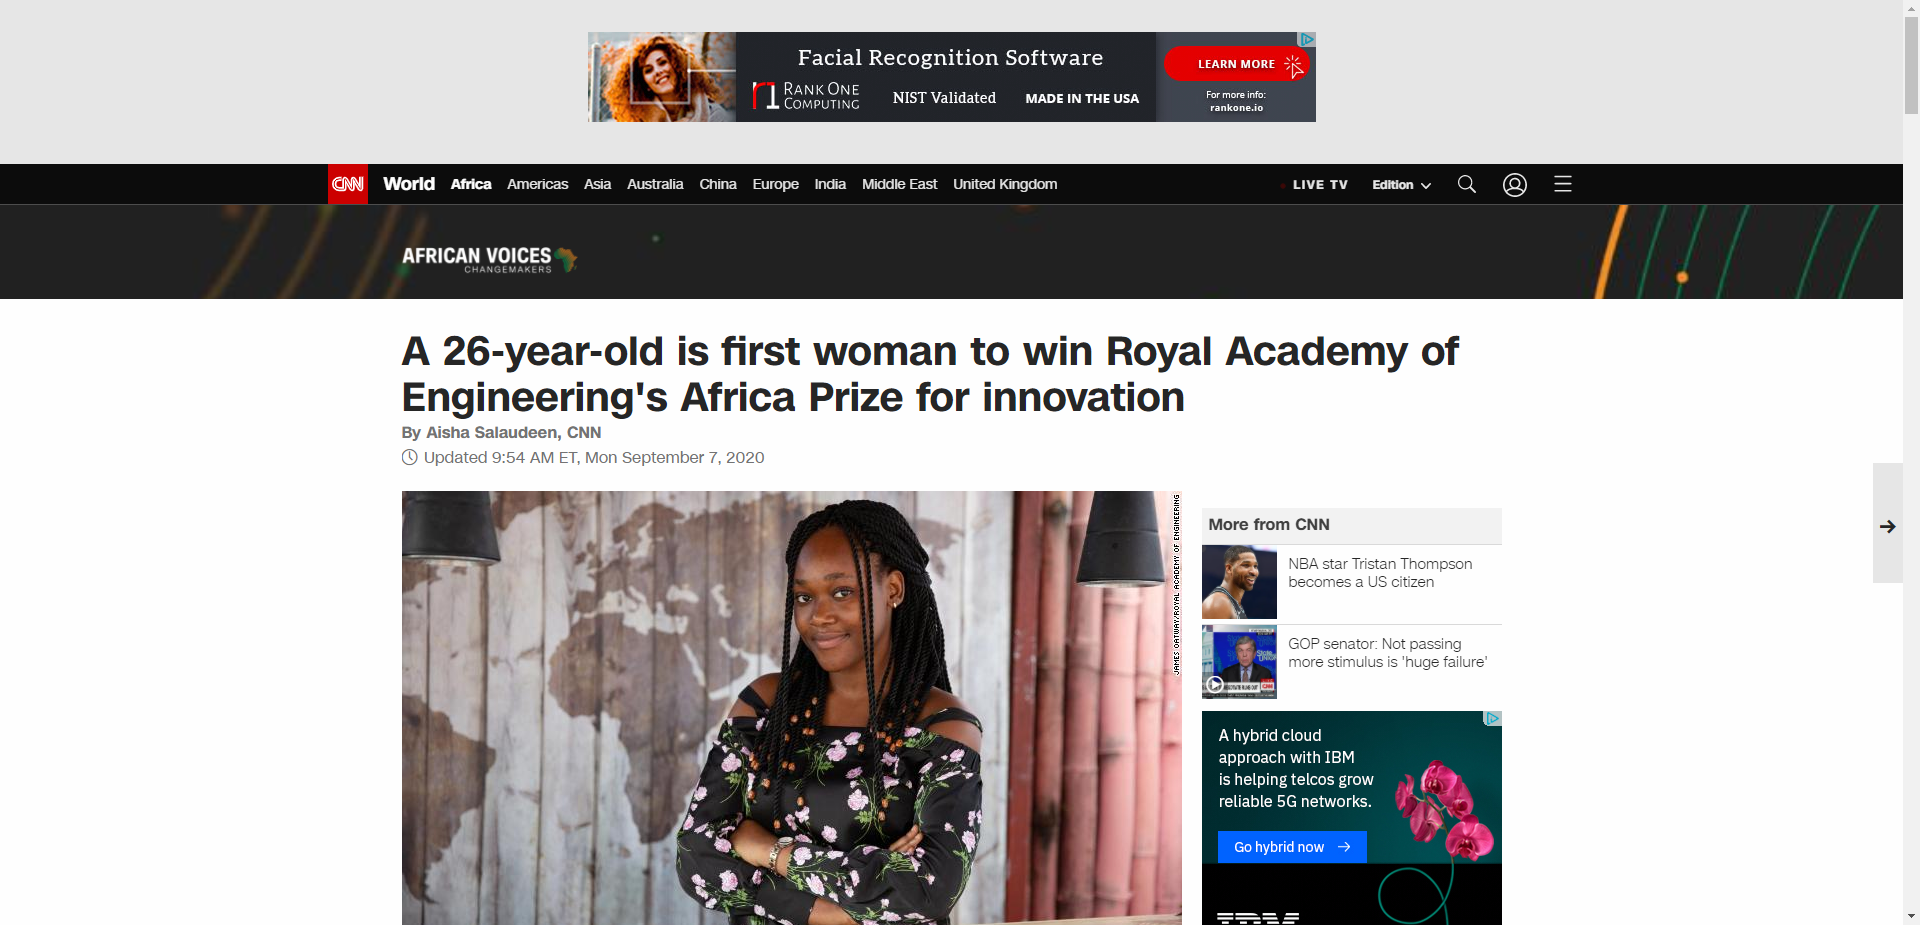 Facial Recognition Software
RANK ONE
COMPUTING
NIST Validated
MADE IN THE USA
LEARN MORE
For more info:
rankone.io
CNN
World
Africa
Americas
Asia
Australia
China
Europe
India
Middle East
United Kingdom
LIVE TV
Edition
AFRICAN VOICES
CHANGEMAKERS
A 26-year-old is first woman to win Royal Academy of
Engineering's Africa Prize for innovation
By Aisha Salaudeen, CNN
Updated 9:54 AM ET, Mon September 7, 2020
JAMES OATWAY/ROYAL ACADEMY OF ENGINEERING
More from CNN
NBA star Tristan Thompson
becomes a US citizen
GOP senator: Not passing
more stimulus is 'huge failure'
A hybrid cloud
approach with IBM
is helping telcos grow
reliable 5G networks.
Go hybrid now
IBM